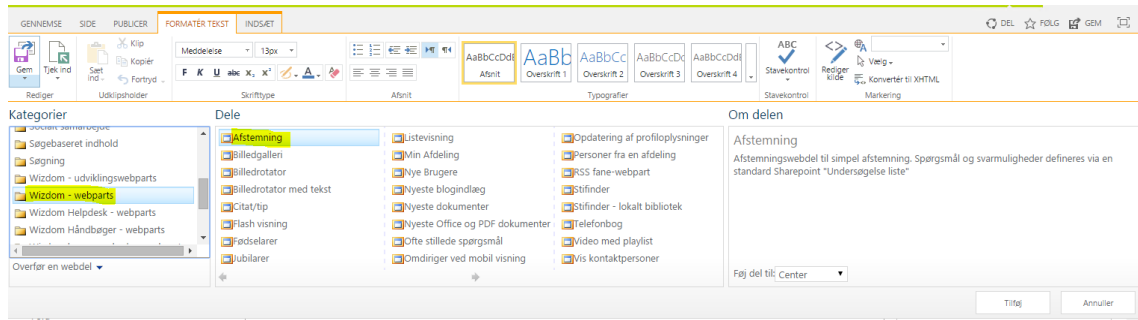 GENNEMSE SIDE PUBLICER FORMATÉR TEKST INDSÆT DEL FØLG GEM
Gem
Tjek ind
Sæt ind
Klip
Kopiér
Fortryd
Meddelelse 13px
F K U abc x₂ x² A
AaBbCcDdE AaBb AaBbCc AaBbCcDc AaBbCcDdE
Afsnit Overskrift 1 Overskrift 2 Overskrift 3 Overskrift 4
ABC
Stavekontrol
Rediger kilde
Vælg
Konvertér til XHTML
Rediger Udklipsholder Skrifttype Afsnit Typografier Stavekontrol Markering
Kategorier
Socialt samarbejde
Søgebaseret indhold
Søgning
Wizdom - udviklingswebparts
Wizdom - webparts
Wizdom Helpdesk - webparts
Wizdom Håndbøger - webparts
Overfør en webdel
Dele
Afstemning
Billedgalleri
Billedrotator
Billedrotator med tekst
Citat/tip
Flash visning
Fødselarer
Jubilarer
Listevisning
Min Afdeling
Nye Brugere
Nyeste blogindlæg
Nyeste dokumenter
Nyeste Office og PDF dokumenter
Ofte stillede spørgsmål
Omdiriger ved mobil visning
Opdatering af profiloplysninger
Personer fra en afdeling
RSS fane-webpart
Stifinder
Stifinder - lokalt bibliotek
Telefonbog
Video med playlist
Vis kontaktpersoner
Om delen
Afstemning
Afstemningswebdel til simpel afstemning. Spørgsmål og svarmuligheder defineres via en
standard Sharepoint "Undersøgelse liste"
Føj del til: Center
Tilføj Annuller